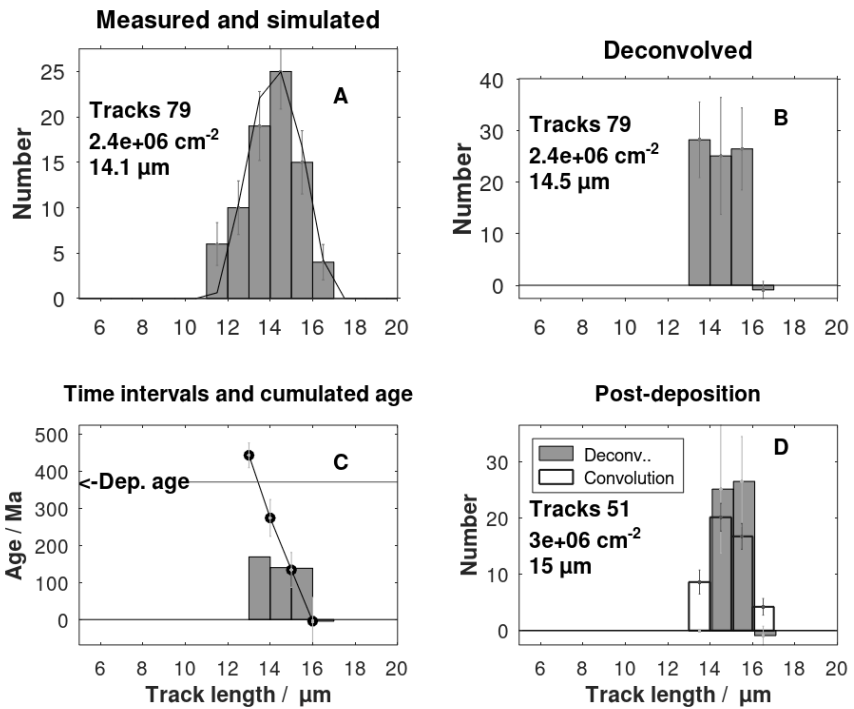 Measured and simulated
Number
25
20
15
10
5
0
Tracks 79
2.4e+06 cm-2
14.1 µm
A
6 8 10 12 14 16 18 20
Deconvolved
Number
40
30
20
10
0
Tracks 79
2.4e+06 cm-2
14.5 µm
B
6 8 10 12 14 16 18 20
Time intervals and cumulated age
Age / Ma
500
400
300
200
100
0
C
<-Dep. age
6 8 10 12 14 16 18 20
Track length / µm
Post-deposition
Number
30
20
10
0
Deconv..
Convolution
D
Tracks 51
3e+06 cm-2
15 µm
6 8 10 12 14 16 18 20
Track length / µm